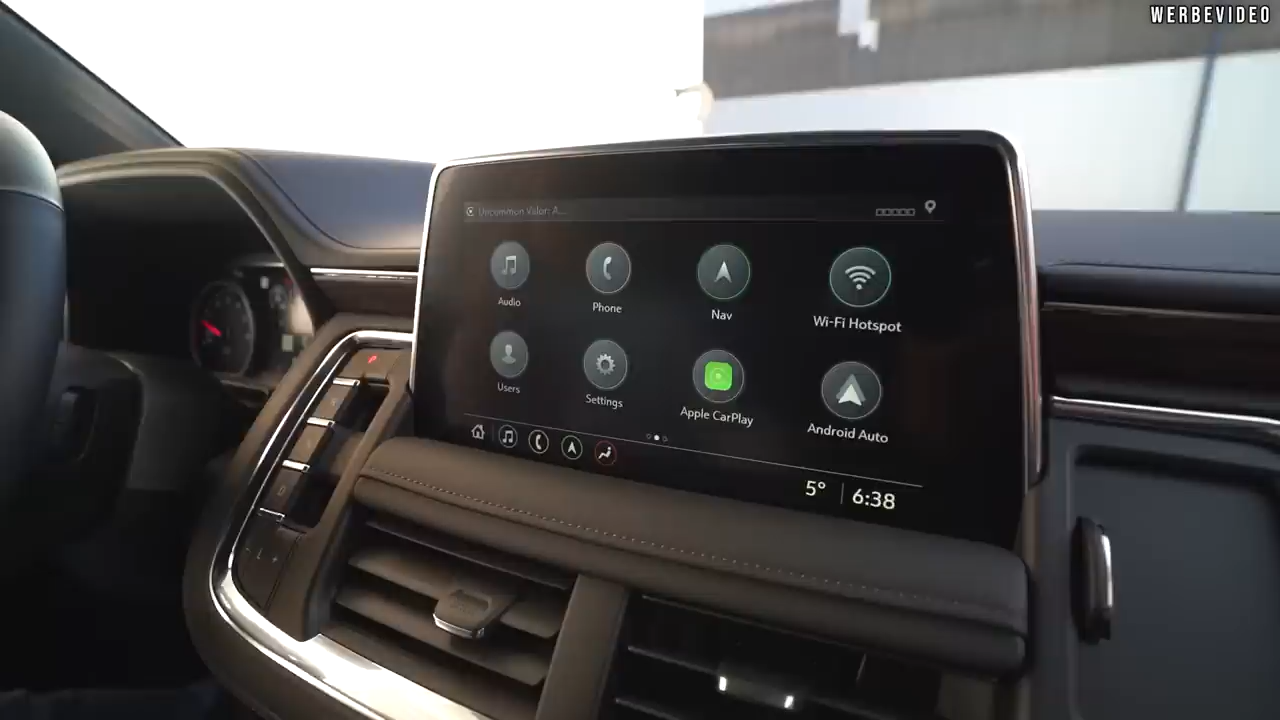 WERBEVIDEO
Uncommon Valor: A...
Audio
Phone
Nav
Wi-Fi Hotspot
Users
Settings
Apple CarPlay
Android Auto
5° 6:38
D
- L +